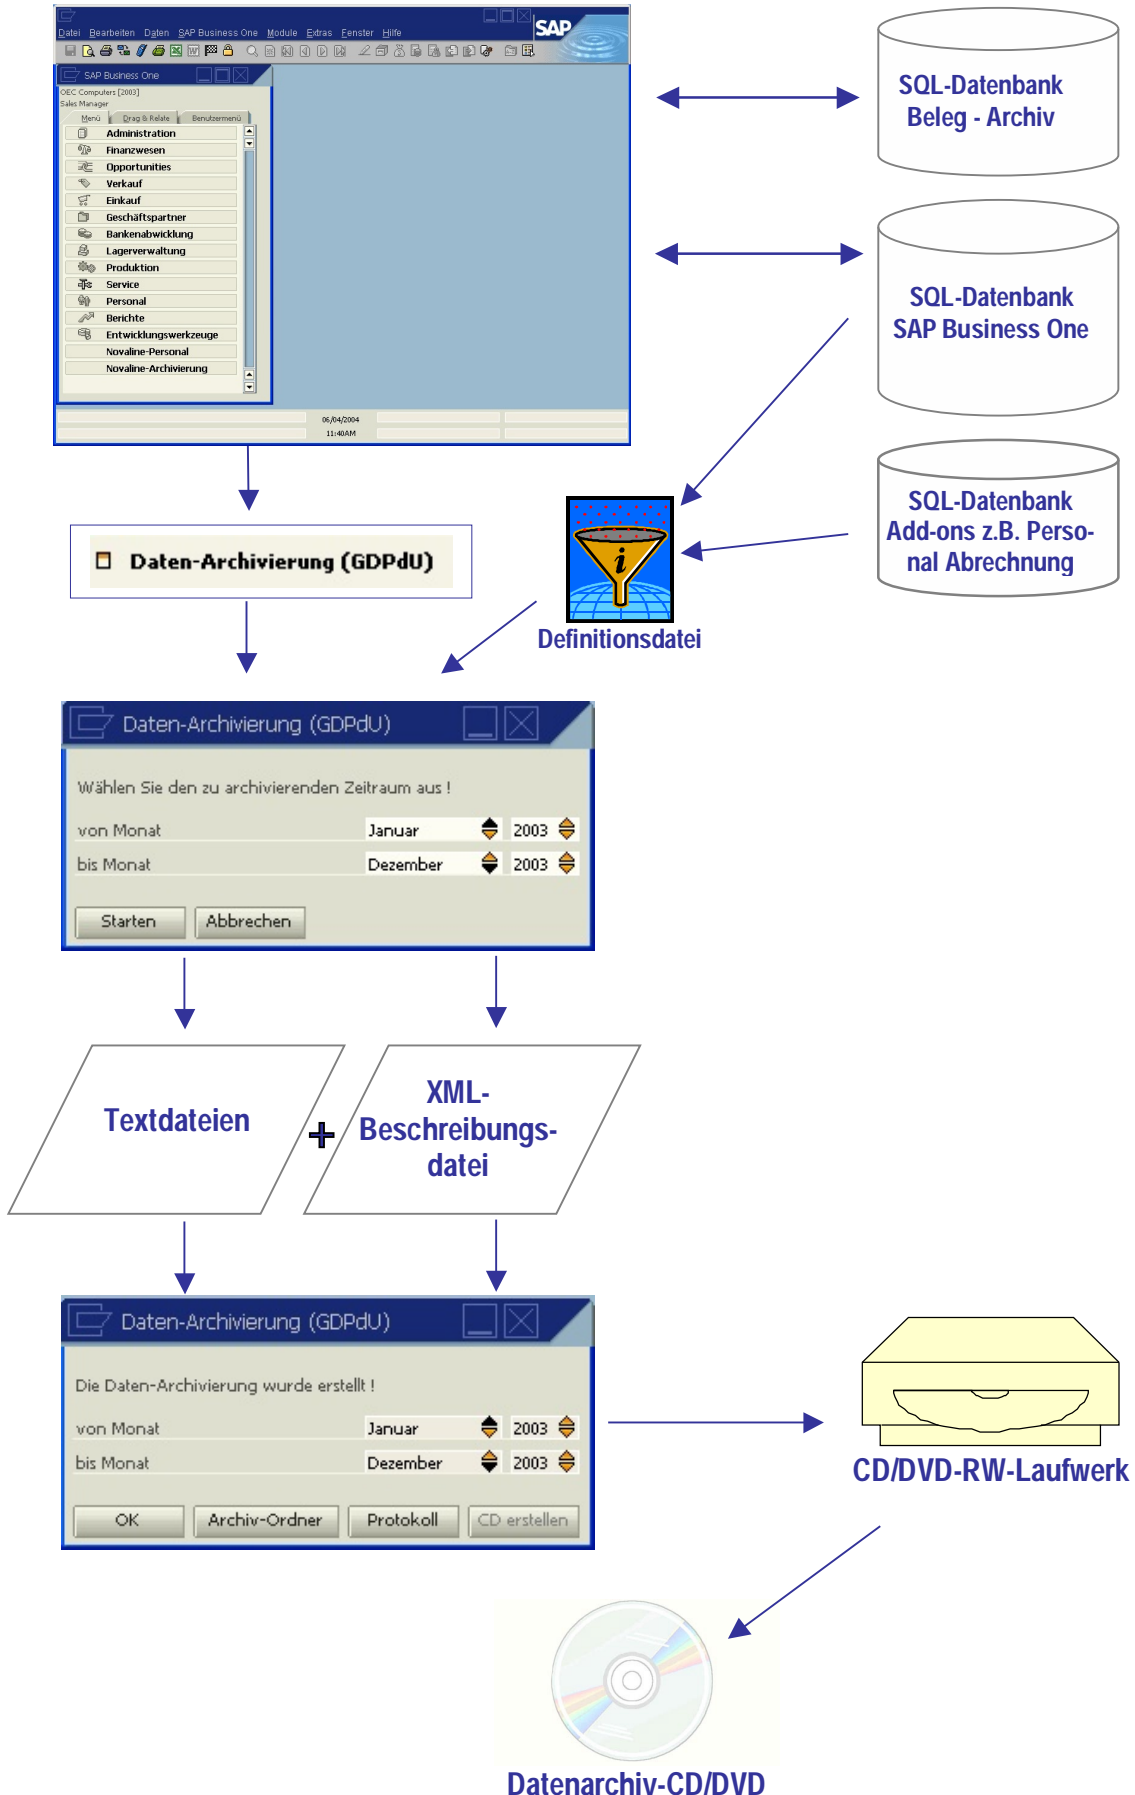 Datei Bearbeiten Daten SAP Business One Module Extras Fenster Hilfe
SAP
SAP Business One
OEC Computers [2003]
Sales Manager
Menü Drag & Relate Benutzermenü
Administration
Finanzwesen
Opportunities
Verkauf
Einkauf
Geschäftspartner
Bankenabwicklung
Lagerverwaltung
Produktion
Service
Personal
Berichte
Entwicklungswerkzeuge
Novaline-Personal
Novaline-Archivierung
06/04/2004
11:40AM
SQL-Datenbank
Beleg - Archiv
SQL-Datenbank
SAP Business One
SQL-Datenbank
Add-ons z.B. Perso-
nal Abrechnung
Daten-Archivierung (GDPdU)
i
Definitionsdatei
Daten-Archivierung (GDPdU)
Wählen Sie den zu archivierenden Zeitraum aus !
von Monat Januar 2003
bis Monat Dezember 2003
Starten Abbrechen
Textdateien
+
XML-
Beschreibungs-
datei
Daten-Archivierung (GDPdU)
Die Daten-Archivierung wurde erstellt !
von Monat Januar 2003
bis Monat Dezember 2003
OK Archiv-Ordner Protokoll CD erstellen
CD/DVD-RW-Laufwerk
Datenarchiv-CD/DVD